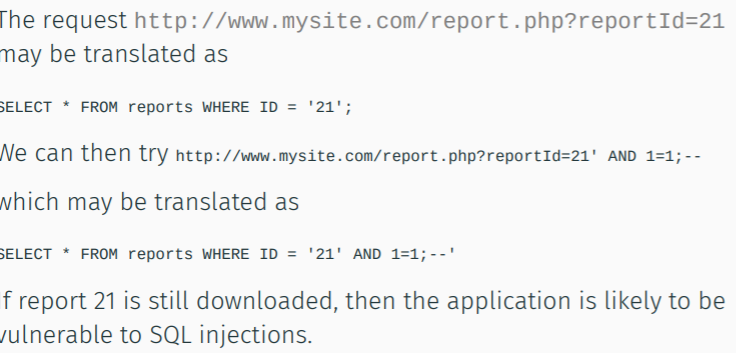 The request http://www.mysite.com/report.php?reportId=21
may be translated as
SELECT * FROM reports WHERE ID = '21';
We can then try http://www.mysite.com/report.php?reportId=21' AND 1=1;--
which may be translated as
SELECT * FROM reports WHERE ID = '21' AND 1=1;--'
If report 21 is still downloaded, then the application is likely to be
vulnerable to SQL injections.